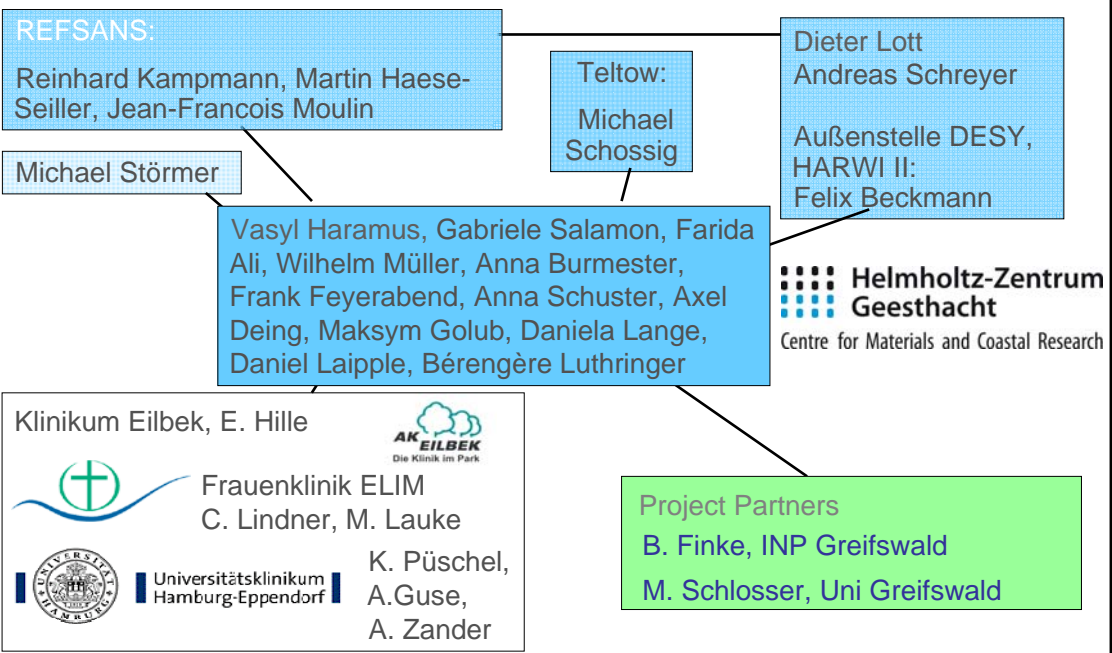 REFSANS:
Reinhard Kampmann, Martin Haese-
Seiller, Jean-Francois Moulin
Teltow:
Michael
Schossig
Dieter Lott
Andreas Schreyer
Außenstelle DESY,
HARWI II:
Felix Beckmann
Michael Störmer
Vasyl Haramus, Gabriele Salamon, Farida
Ali, Wilhelm Müller, Anna Burmester,
Frank Feyerabend, Anna Schuster, Axel
Deing, Maksym Golub, Daniela Lange,
Daniel Laipple, Bérengère Luthringer
Helmholtz-Zentrum
Geesthacht
Centre for Materials and Coastal Research
Klinikum Eilbek, E. Hille
AK
EILBEK
Die Klinik im Park
Frauenklinik ELIM
C. Lindner, M. Lauke
UNIVERSITÄT
HAMBURG
Universitätsklinikum
Hamburg-Eppendorf
K. Püschel,
A.Guse,
A. Zander
Project Partners
B. Finke, INP Greifswald
M. Schlosser, Uni Greifswald